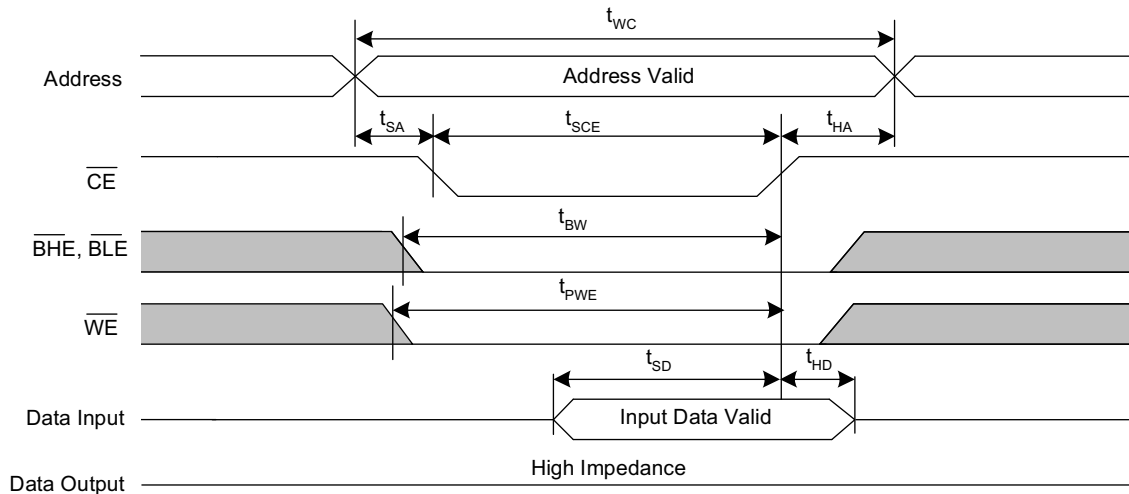 tWC
Address
Address Valid
tSA
tSCE
tHA
CE
tBW
BHE, BLE
tPWE
WE
tSD
tHD
Data Input
Input Data Valid
High Impedance
Data Output